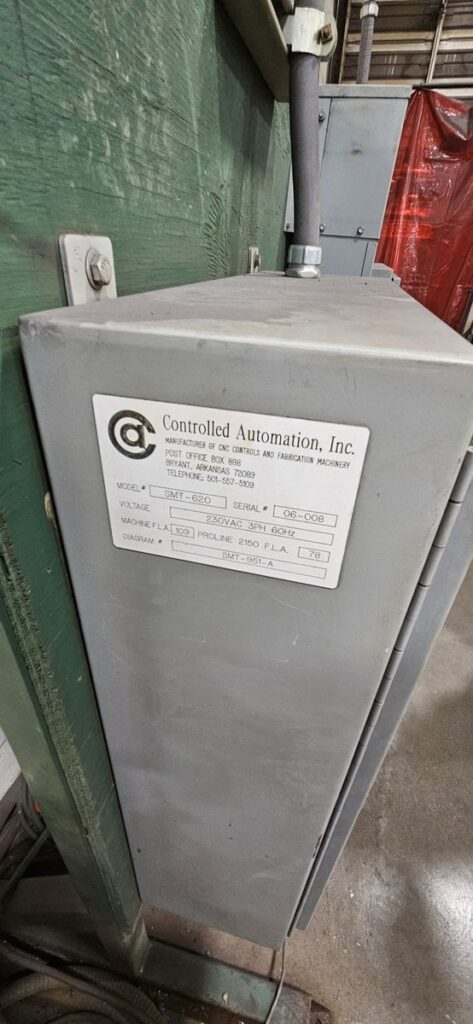 ca
Controlled Automation, Inc.
MANUFACTURER OF CNC CONTROLS AND FABRICATION MACHINERY
POST OFFICE BOX 888
BRYANT, ARKANSAS 72089
TELEPHONE: 501-557-5109
MODEL# SMT-620 SERIAL# 06-008
VOLTAGE 230VAC 3PH 60Hz
MACHINE F.L.A. 109 PROLINE 2150 F.L.A. 78
DIAGRAM # SMT-951-A